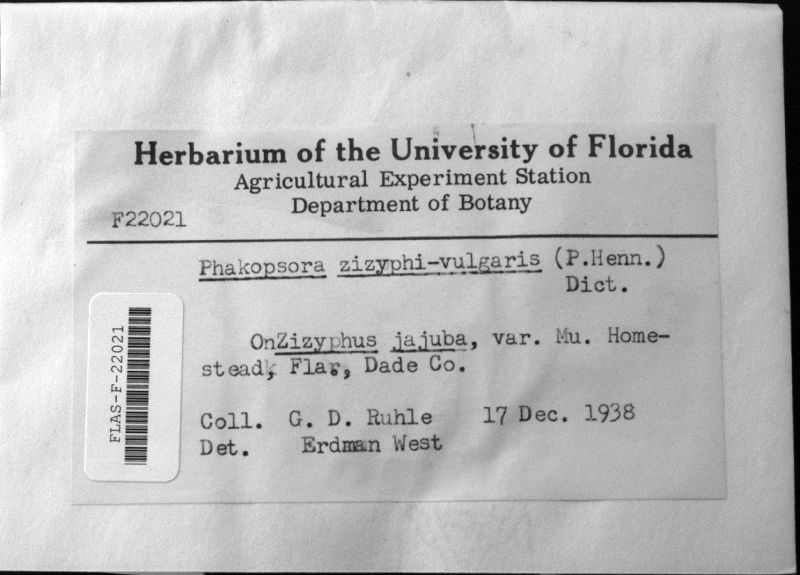 Herbarium of the University of Florida
Agricultural Experiment Station
Department of Botany
F22021
Phakopsora zizyphi-vulgaris (P.Henn.)
Dict.
OnZizyphus jajuba, var. Mu. Home-
stead, Fla., Dade Co.
Coll. G. D. Ruhle 17 Dec. 1938
Det. Erdman West
FLAS-F-22021